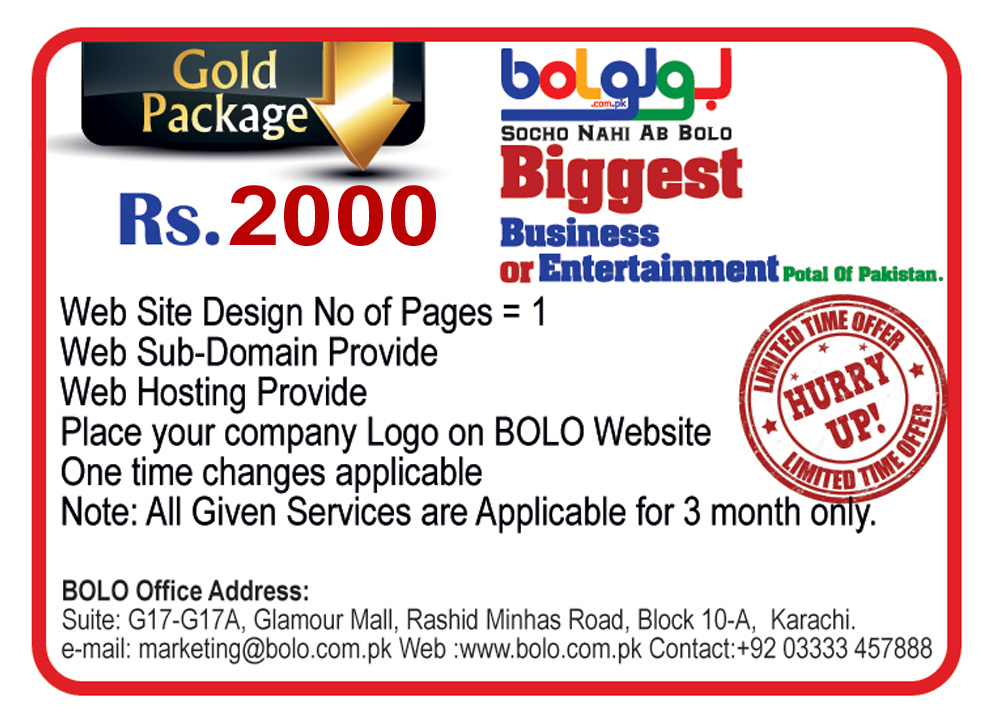 Gold
Package
Rs.2000
bolo بولو
.com.pk
SOCHO NAHI AB BOLO
Biggest
Business
or Entertainment Potal Of Pakistan.
Web Site Design No of Pages = 1
Web Sub-Domain Provide
Web Hosting Provide
Place your company Logo on BOLO Website
One time changes applicable
Note: All Given Services are Applicable for 3 month only.
LIMITED TIME OFFER
HURRY
UP!
LIMITED TIME OFFER
BOLO Office Address:
Suite: G17-G17A, Glamour Mall, Rashid Minhas Road, Block 10-A,  Karachi.
e-mail: marketing@bolo.com.pk Web :www.bolo.com.pk Contact:+92 03333 457888